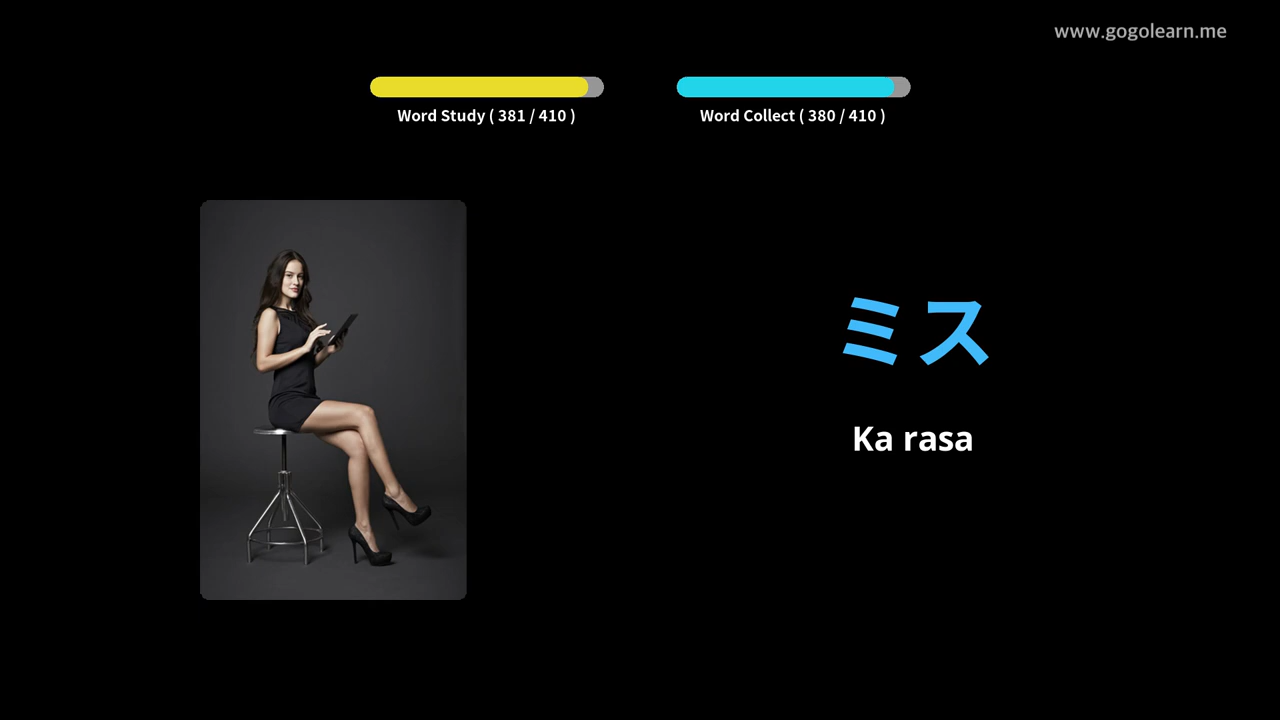 www.gogolearn.me
Word Study ( 381 / 410 )
Word Collect ( 380 / 410 )
ミス
Ka rasa